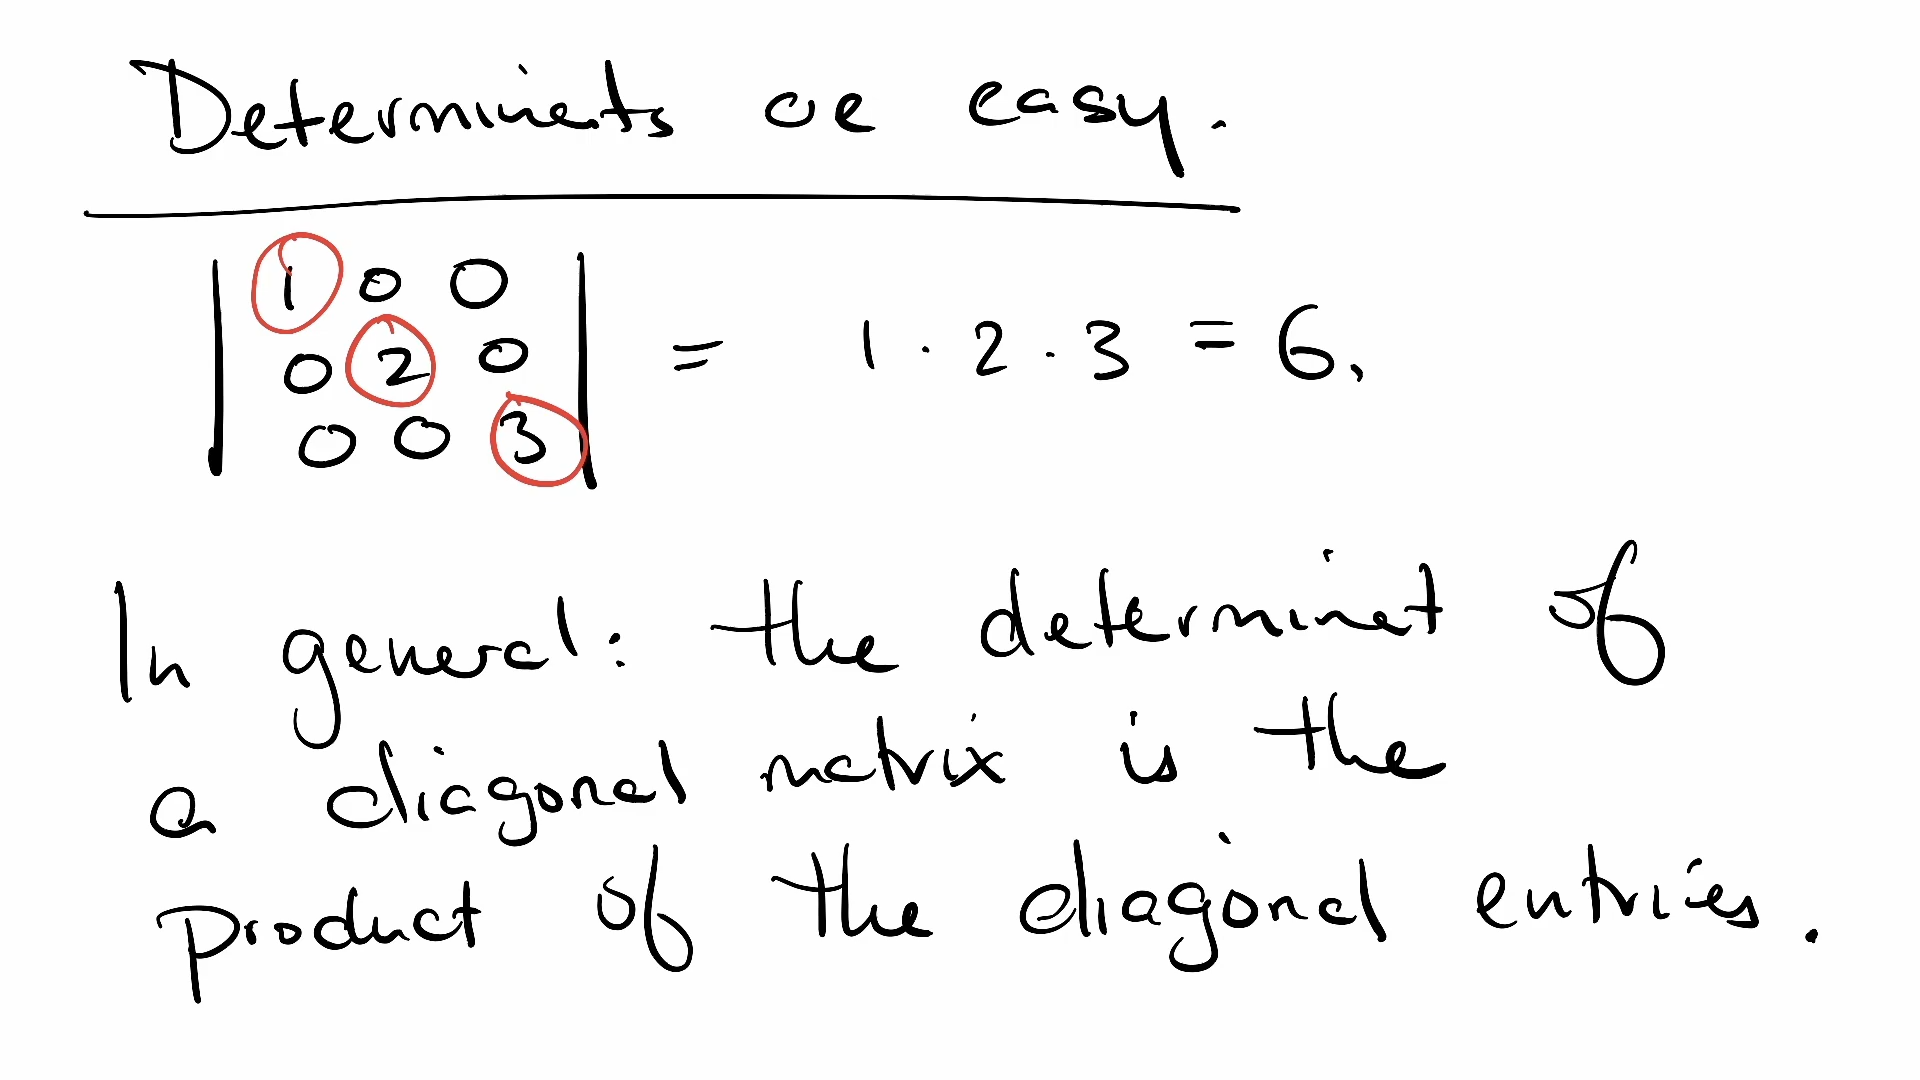 Determinants are easy.
| 1 0 0 |
| 0 2 0 | = 1 · 2 · 3 = 6.
| 0 0 3 |
In general: the determinant of
a diagonal matrix is the
product of the diagonal entries.